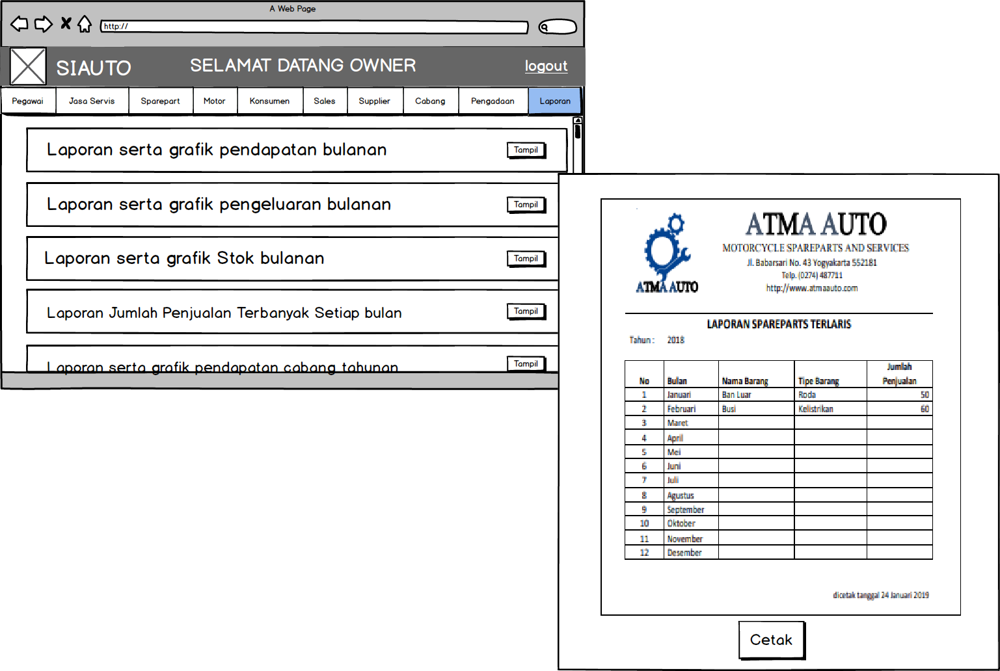 A Web Page
http://
SIAUTO
SELAMAT DATANG OWNER
logout
Pegawai
Jasa Servis
Sparepart
Motor
Konsumen
Sales
Supplier
Cabang
Pengadaan
Laporan
Laporan serta grafik pendapatan bulanan
Tampil
Laporan serta grafik pengeluaran bulanan
Tampil
Laporan serta grafik Stok bulanan
Tampil
Laporan Jumlah Penjualan Terbanyak Setiap bulan
Tampil
Laporan serta grafik pendapatan cabang tahunan
Tampil
ATMA AUTO
ATMA AUTO
MOTORCYCLE SPAREPARTS AND SERVICES
Jl. Babarsari No. 43 Yogyakarta 552181
Telp. (0274) 487711
http://www.atmaauto.com
LAPORAN SPAREPARTS TERLARIS
Tahun : 2018
No Bulan Nama Barang Tipe Barang Jumlah Penjualan
1 Januari Ban Luar Roda 50
2 Februari Busi Kelistrikan 60
3 Maret
4 April
5 Mei
6 Juni
7 Juli
8 Agustus
9 September
10 Oktober
11 November
12 Desember
dicetak tanggal 24 Januari 2019
Cetak